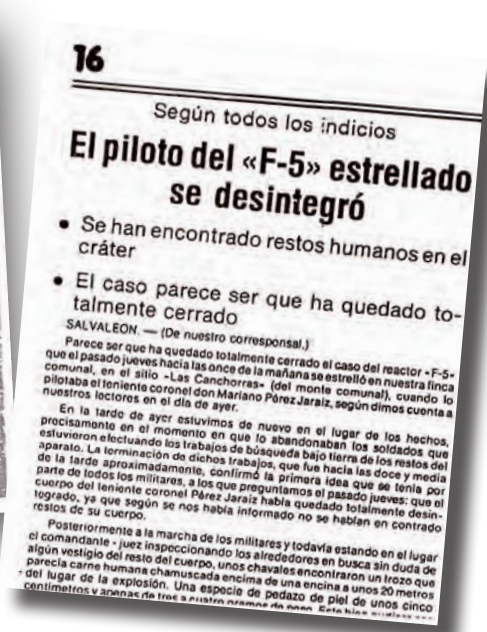 16
Según todos los indicios
El piloto del «F-5» estrellado
se desintegró
• Se han encontrado restos humanos en el
cráter
• El caso parece ser que ha quedado to-
talmente cerrado
SALVALEON. — (De nuestro corresponsal.)
Parece ser que ha quedado totalmente cerrado el caso del reactor «F-5»
que el pasado jueves hacia las once de la mañana se estrelló en nuestra finca
comunal, en el sitio «Las Canchorras» (del monte comunal), cuando lo
pilotaba el teniente coronel don Mariano Pérez Jaraiz, según dimos cuenta a
nuestros lectores en el día de ayer.
En la tarde de ayer estuvimos de nuevo en el lugar de los hechos,
precisamente en el momento en que lo abandonaban los soldados que
estuvieron efectuando los trabajos de búsqueda bajo tierra de los restos del
aparato. La terminación de dichos trabajos, que fue hacia las doce y media
de la tarde aproximadamente, confirmó la primera idea que se tenía por
parte de todos los militares, a los que preguntamos el pasado jueves: que el
cuerpo del teniente coronel Pérez Jaraiz había quedado totalmente desin-
tegrado, ya que según se nos había informado no se habían en contrado
restos de su cuerpo.
Posteriormente a la marcha de los militares y todavía estando en el lugar
el comandante - juez inspeccionando los alrededores en busca sin duda de
algún vestigio del resto del cuerpo, unos chavales encontraron un trozo que
parecía carne humana chamuscada encima de una encina a unos 20 metros
del lugar de la explosión. Una especie de pedazo de piel de unos cinco
centímetros y apenas de tres a cuatro gramos de peso.